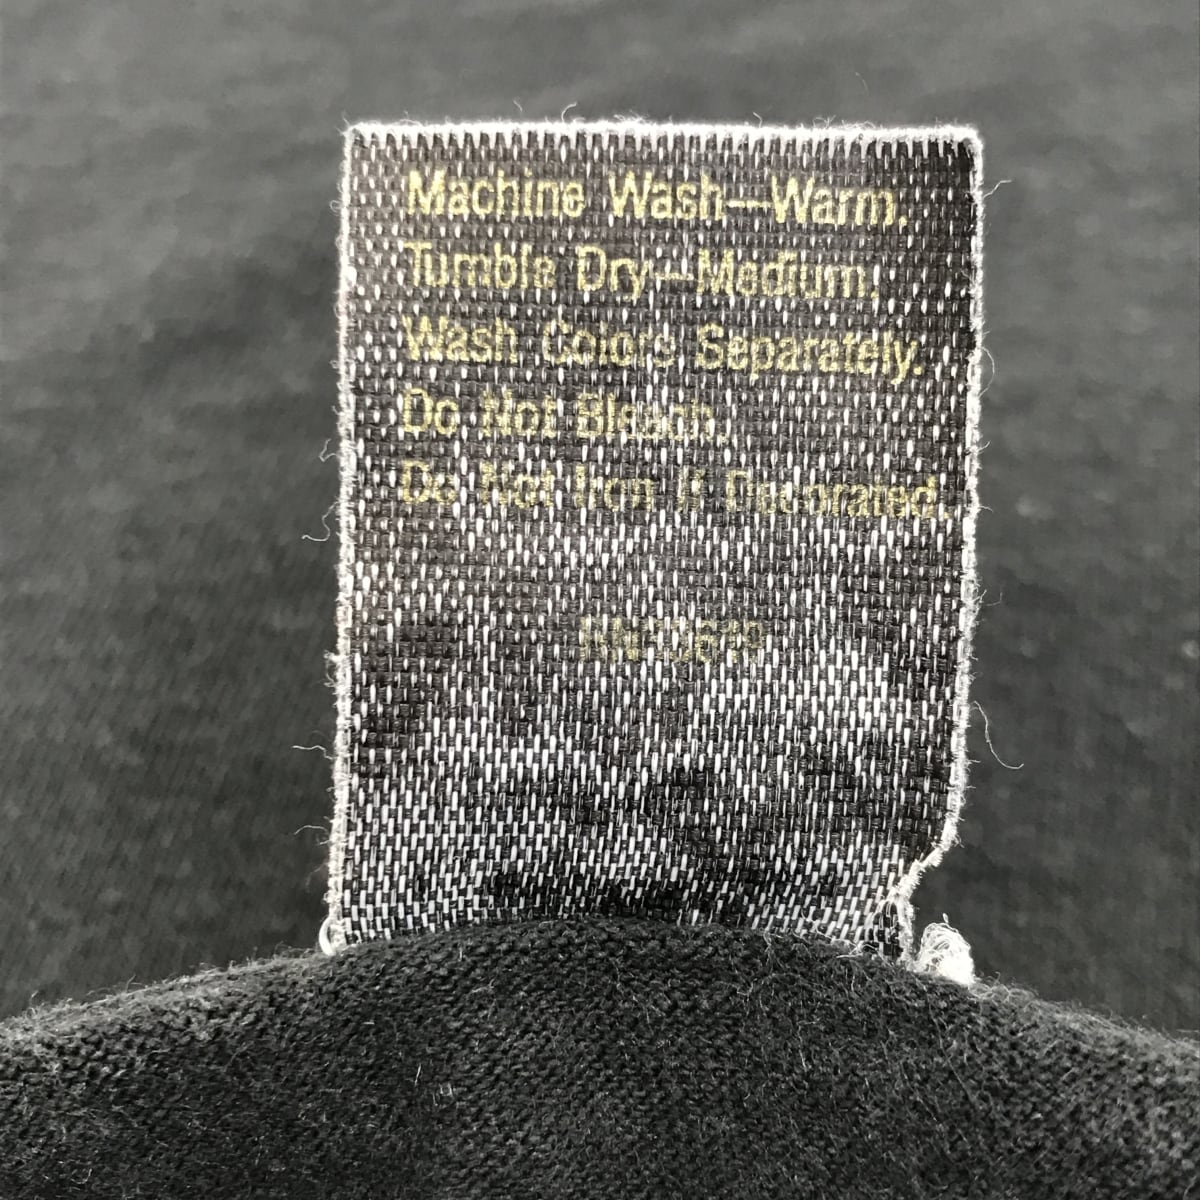 Machine Wash—Warm.
Tumble Dry—Medium.
Wash Colors Separately.
Do Not Bleach.
Do Not Iron If Decorated.